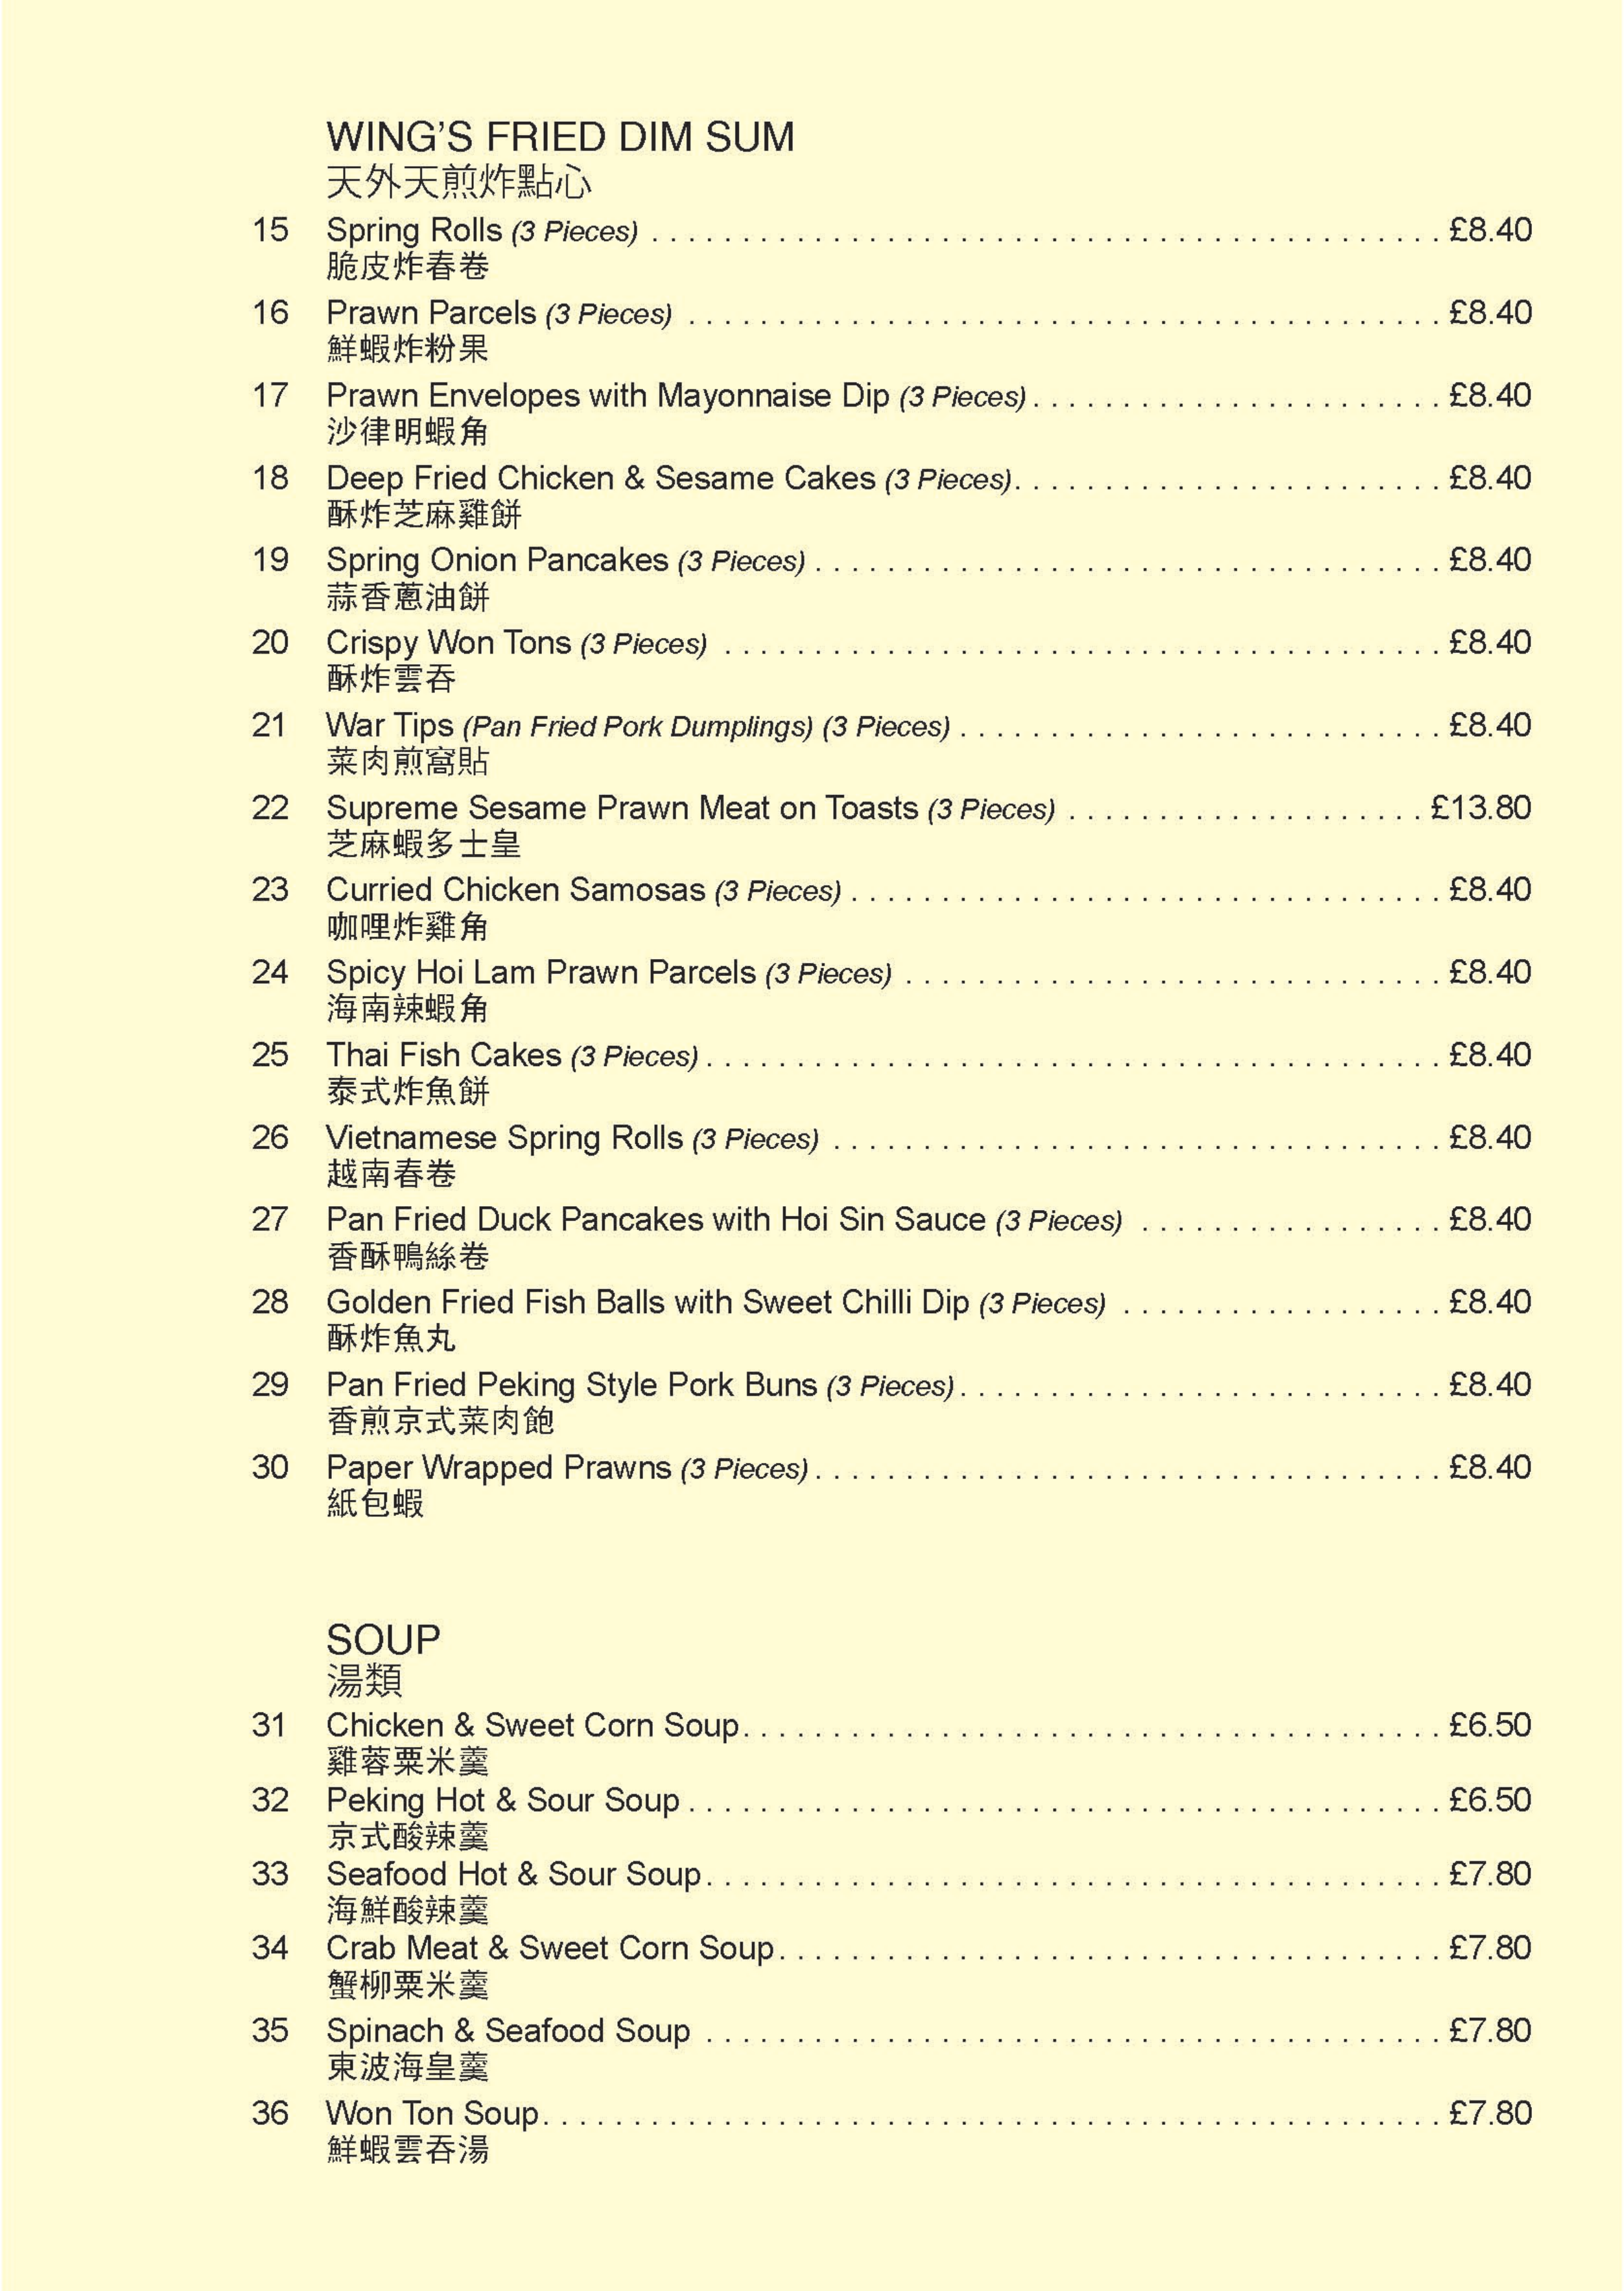 WING'S FRIED DIM SUM
天外天煎炸點心
15 Spring Rolls (3 Pieces) . . . . . . . . . . . . . . . . . . . . £8.40
脆皮炸春卷
16 Prawn Parcels (3 Pieces) . . . . . . . . . . . . . . . . . . . . £8.40
鮮蝦炸粉果
17 Prawn Envelopes with Mayonnaise Dip (3 Pieces) . . . . . . . . . . . . . . . . . . . . £8.40
沙律明蝦角
18 Deep Fried Chicken & Sesame Cakes (3 Pieces) . . . . . . . . . . . . . . . . . . . . £8.40
酥炸芝麻雞餅
19 Spring Onion Pancakes (3 Pieces) . . . . . . . . . . . . . . . . . . . . £8.40
蒜香蔥油餅
20 Crispy Won Tons (3 Pieces) . . . . . . . . . . . . . . . . . . . . £8.40
酥炸雲吞
21 War Tips (Pan Fried Pork Dumplings) (3 Pieces) . . . . . . . . . . . . . . . . . . . . £8.40
菜肉煎窩貼
22 Supreme Sesame Prawn Meat on Toasts (3 Pieces) . . . . . . . . . . . . . . . . . . . . £13.80
芝麻蝦多士皇
23 Curried Chicken Samosas (3 Pieces) . . . . . . . . . . . . . . . . . . . . £8.40
咖哩炸雞角
24 Spicy Hoi Lam Prawn Parcels (3 Pieces) . . . . . . . . . . . . . . . . . . . . £8.40
海南辣蝦角
25 Thai Fish Cakes (3 Pieces) . . . . . . . . . . . . . . . . . . . . £8.40
泰式炸魚餅
26 Vietnamese Spring Rolls (3 Pieces) . . . . . . . . . . . . . . . . . . . . £8.40
越南春卷
27 Pan Fried Duck Pancakes with Hoi Sin Sauce (3 Pieces) . . . . . . . . . . . . . . . . . £8.40
香酥鴨絲卷
28 Golden Fried Fish Balls with Sweet Chilli Dip (3 Pieces) . . . . . . . . . . . . . . . . . . £8.40
酥炸魚丸
29 Pan Fried Peking Style Pork Buns (3 Pieces) . . . . . . . . . . . . . . . . . . . . £8.40
香煎京式菜肉飽
30 Paper Wrapped Prawns (3 Pieces) . . . . . . . . . . . . . . . . . . . . £8.40
紙包蝦
SOUP
湯類
31 Chicken & Sweet Corn Soup . . . . . . . . . . . . . . . . . . . . £6.50
雞蓉粟米羹
32 Peking Hot & Sour Soup . . . . . . . . . . . . . . . . . . . . £6.50
京式酸辣羹
33 Seafood Hot & Sour Soup . . . . . . . . . . . . . . . . . . . . £7.80
海鮮酸辣羹
34 Crab Meat & Sweet Corn Soup . . . . . . . . . . . . . . . . . . . . £7.80
蟹柳粟米羹
35 Spinach & Seafood Soup . . . . . . . . . . . . . . . . . . . . £7.80
東波海皇羹
36 Won Ton Soup . . . . . . . . . . . . . . . . . . . . £7.80
鮮蝦雲吞湯